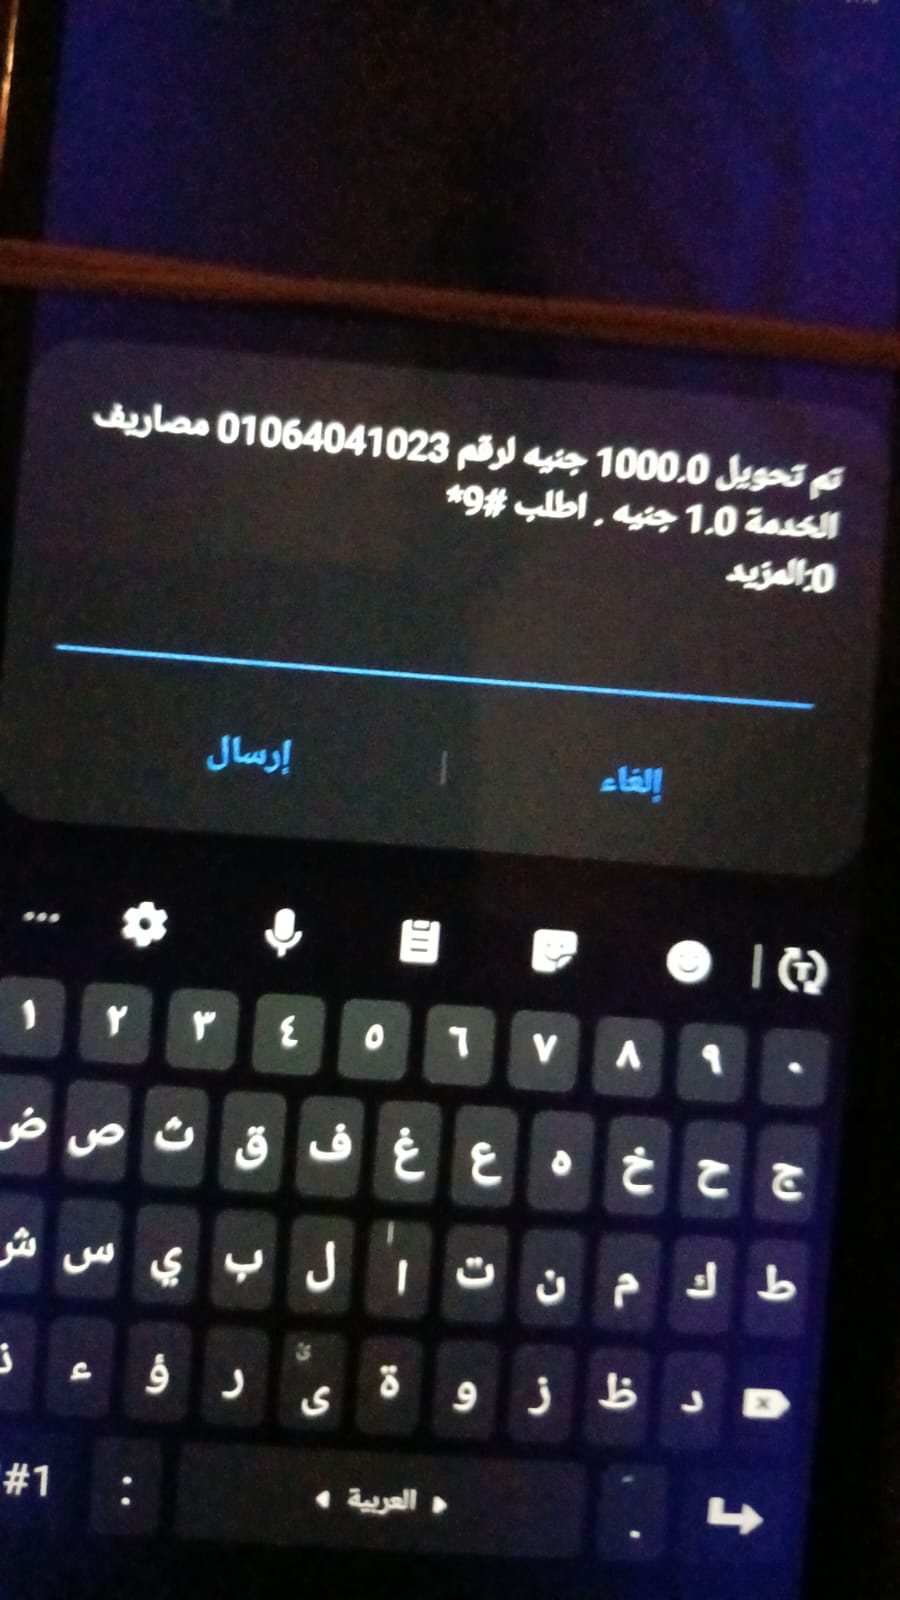 تم تحويل 1000.0 جنيه لرقم 01064041023 مصاريف
الخدمة 1.0 جنيه . اطلب #9*
0:المزيد
إرسال | إلغاء
١ ٢ ٣ ٤ ٥ ٦ ٧ ٨ ٩ ٠
ض ص ث ق ف غ ع ه خ ح ج
ش س ي ب ل ا ت ن م ك ط
ذ ء ؤ ر ى ئ ة و ز ظ د
#1 : العربية .